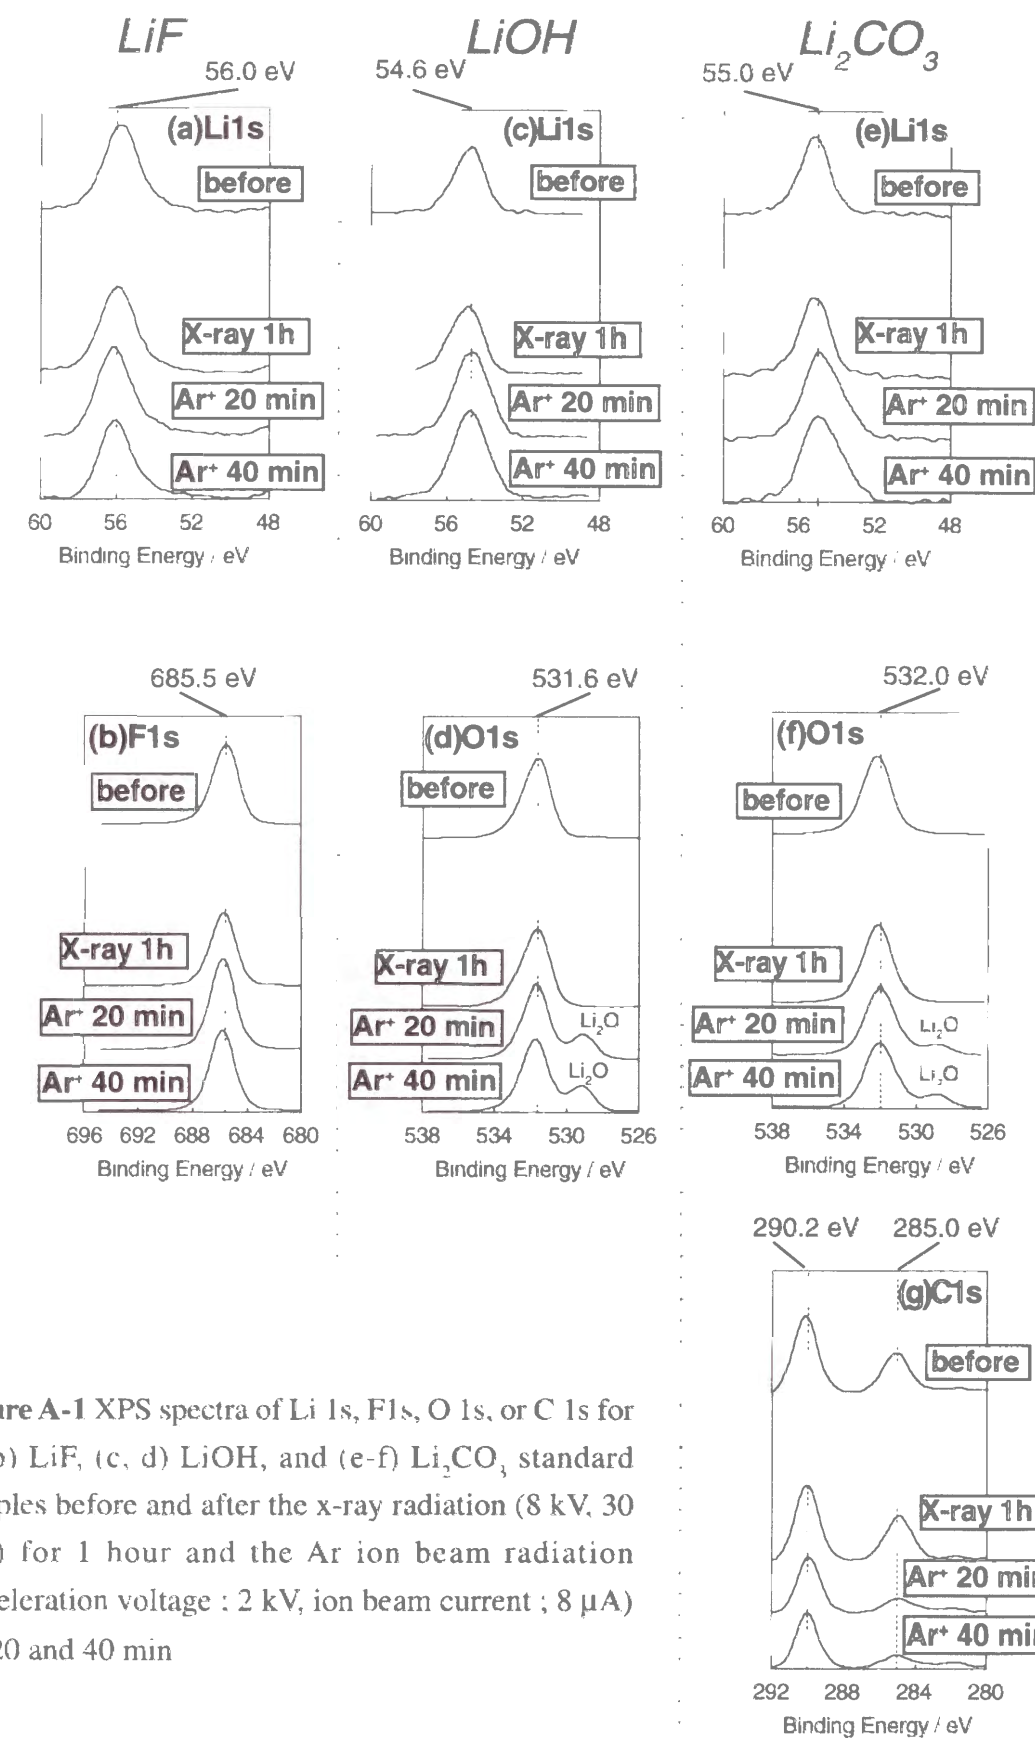 LiF
LiOH
Li2CO3
56.0 eV
54.6 eV
55.0 eV
(a)Li1s
before
X-ray 1h
Ar+ 20 min
Ar+ 40 min
60 56 52 48
Binding Energy / eV
(c)Li1s
before
X-ray 1h
Ar+ 20 min
Ar+ 40 min
60 56 52 48
Binding Energy / eV
(e)Li1s
before
X-ray 1h
Ar+ 20 min
Ar+ 40 min
60 56 52 48
Binding Energy / eV
685.5 eV
(b)F1s
before
X-ray 1h
Ar+ 20 min
Ar+ 40 min
696 692 688 684 680
Binding Energy / eV
531.6 eV
(d)O1s
before
X-ray 1h
Ar+ 20 min
Li2O
Ar+ 40 min
Li2O
538 534 530 526
Binding Energy / eV
532.0 eV
(f)O1s
before
X-ray 1h
Ar+ 20 min
Li2O
Ar+ 40 min
Li2O
538 534 530 526
Binding Energy / eV
290.2 eV 285.0 eV
(g)C1s
before
X-ray 1h
Ar+ 20 mi
Ar+ 40 mi
292 288 284 280
Binding Energy / eV
ure A-1 XPS spectra of Li 1s, F1s, O 1s, or C 1s for
) LiF, (c, d) LiOH, and (e-f) Li2CO3 standard
ples before and after the x-ray radiation (8 kV, 30
) for 1 hour and the Ar ion beam radiation
eleration voltage : 2 kV, ion beam current ; 8 μA)
20 and 40 min